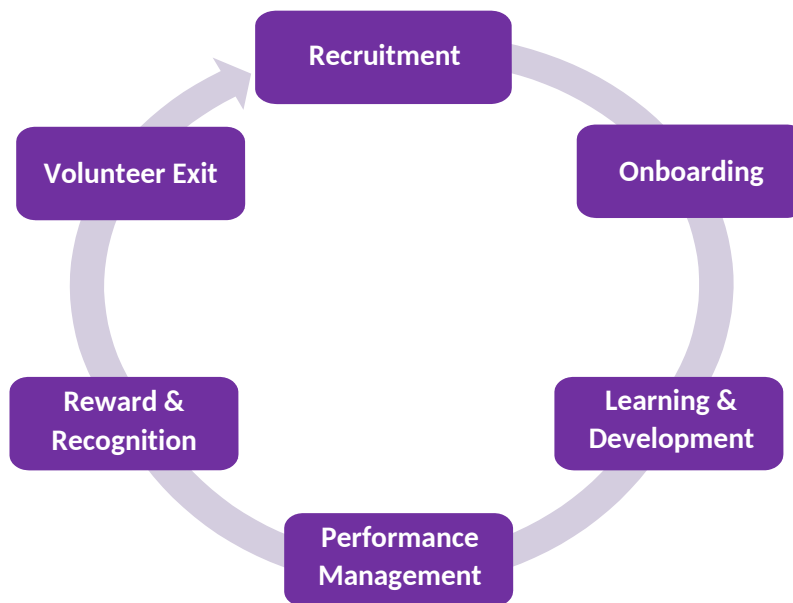 Recruitment
Onboarding
Learning &
Development
Performance
Management
Reward &
Recognition
Volunteer Exit